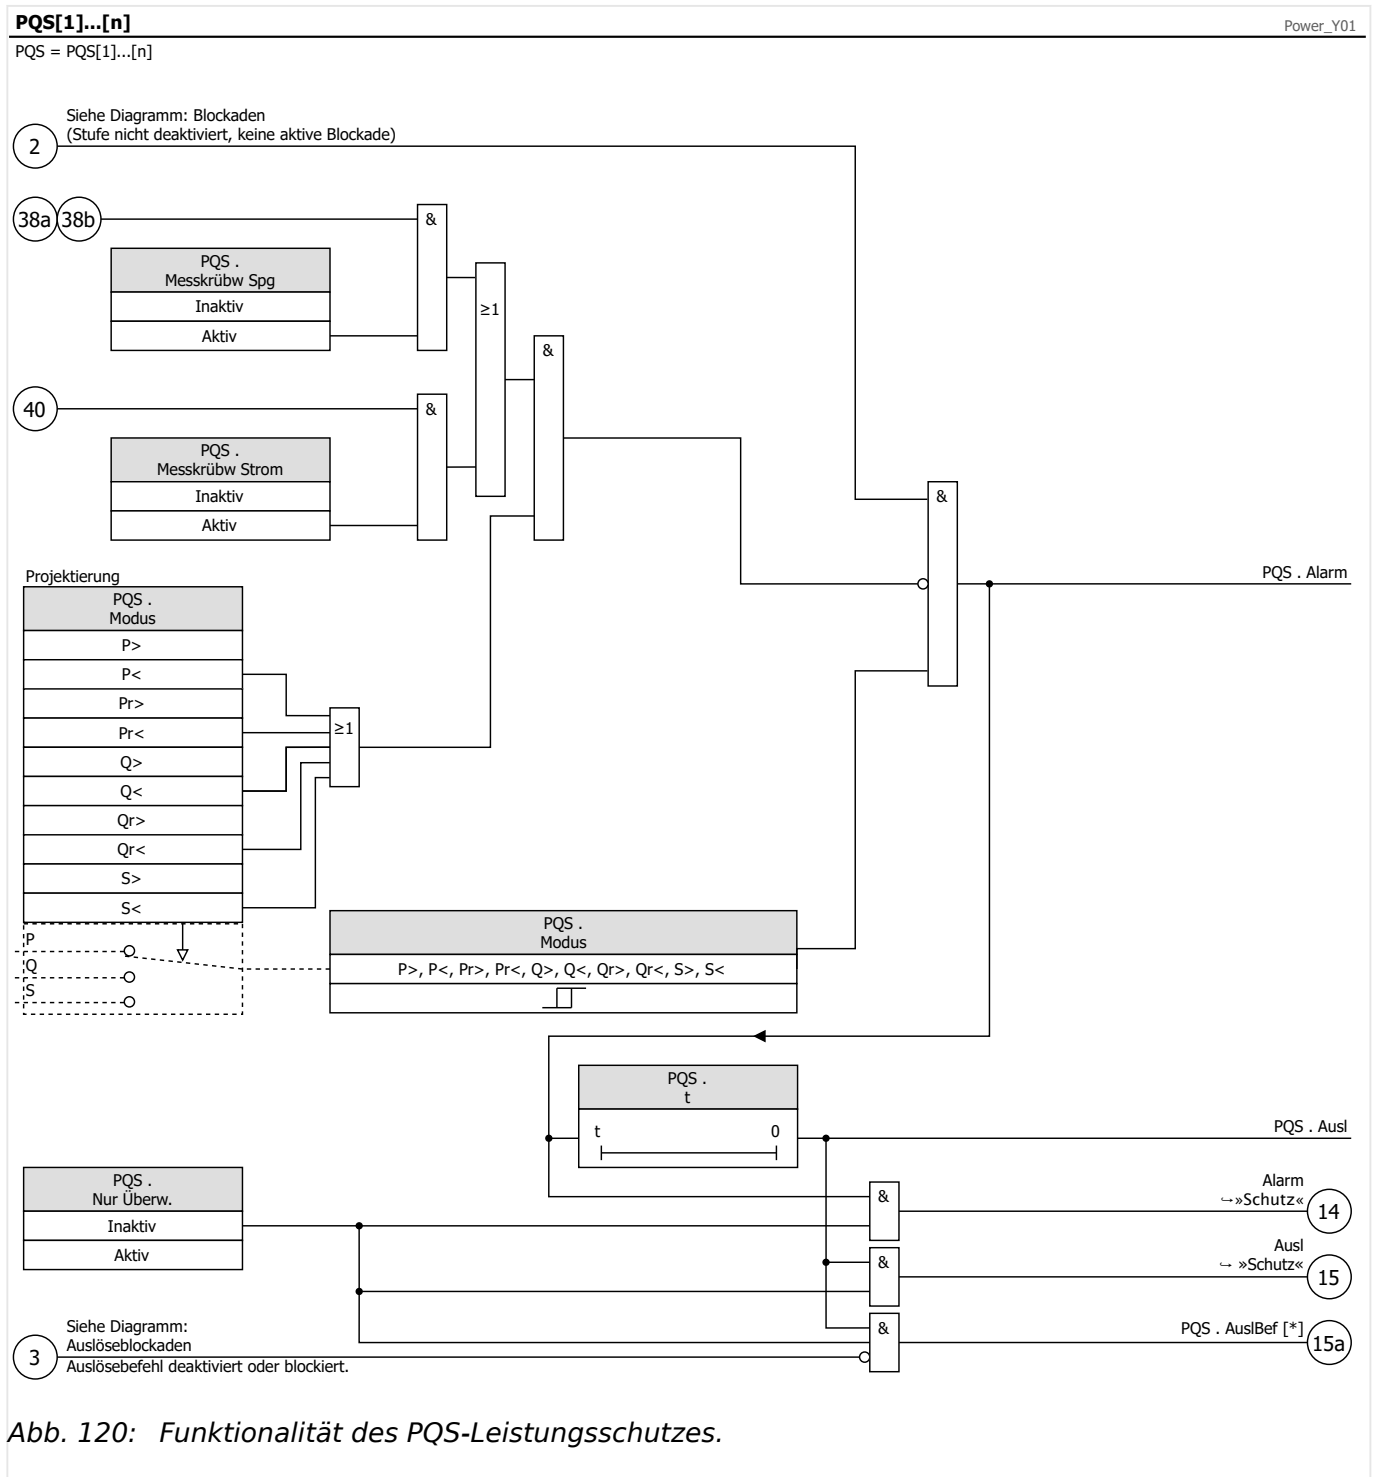 PQS[1]...[n]
Power_Y01
PQS = PQS[1]...[n]
Siehe Diagramm: Blockaden
(Stufe nicht deaktiviert, keine aktive Blockade)
2
38a
38b
&
PQS .
Messkrübw Spg
Inaktiv
Aktiv
≥1
&
40
&
PQS .
Messkrübw Strom
Inaktiv
Aktiv
&
PQS . Alarm
Projektierung
PQS .
Modus
P>
P<
Pr>
Pr<
Q>
Q<
Qr>
Qr<
S>
S<
≥1
P
Q
S
PQS .
Modus
P>, P<, Pr>, Pr<, Q>, Q<, Qr>, Qr<, S>, S<
PQS .
t
t
0
PQS . Ausl
PQS .
Nur Überw.
Inaktiv
Aktiv
&
Alarm
↪»Schutz«
14
&
Ausl
↪ »Schutz«
15
&
PQS . AuslBef [*]
15a
Siehe Diagramm:
Auslöseblockaden
Auslösebefehl deaktiviert oder blockiert.
3
Abb. 120: Funktionalität des PQS-Leistungsschutzes.